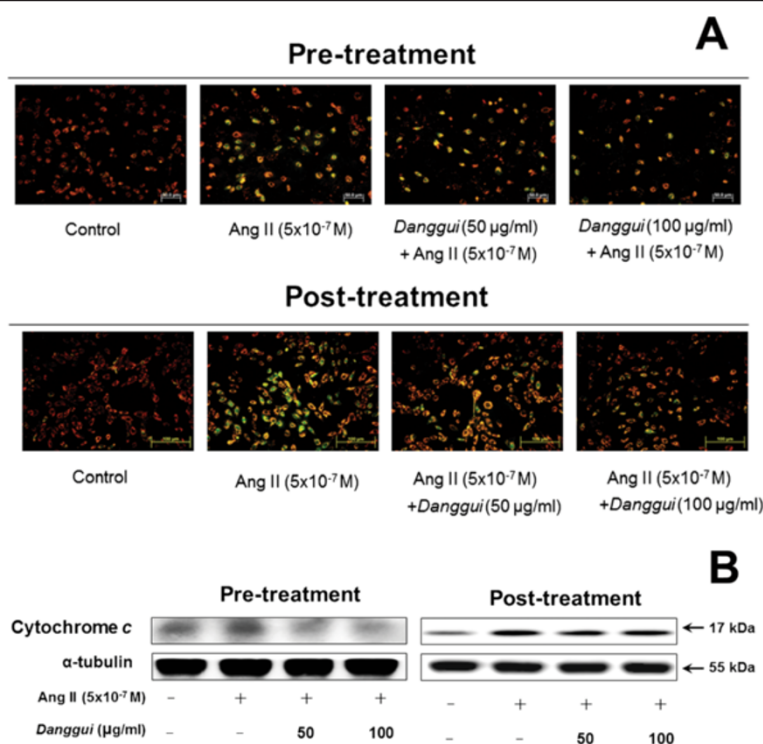 A
Pre-treatment
Control
Ang II (5x10⁻⁷ M)
Danggui (50 µg/ml)
+ Ang II (5x10⁻⁷ M)
Danggui (100 µg/ml)
+ Ang II (5x10⁻⁷ M)
Post-treatment
Control
Ang II (5x10⁻⁷ M)
Ang II (5x10⁻⁷ M)
+Danggui (50 µg/ml)
Ang II (5x10⁻⁷ M)
+Danggui (100 µg/ml)
B
Pre-treatment
Post-treatment
Cytochrome c
← 17 kDa
α-tubulin
← 55 kDa
Ang II (5x10⁻⁷ M) – + + + – + + +
Danggui (µg/ml) – – 50 100 – – 50 100